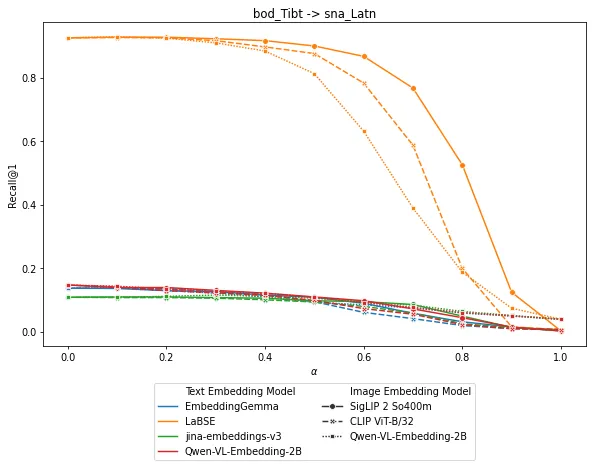 bod_Tibt -> sna_Latn
Recall@1
0.8
0.6
0.4
0.2
0.0
0.0 0.2 0.4 0.6 0.8 1.0
α
Text Embedding Model Image Embedding Model
EmbeddingGemma SigLIP 2 So400m
LaBSE CLIP ViT-B/32
jina-embeddings-v3 Qwen-VL-Embedding-2B
Qwen-VL-Embedding-2B